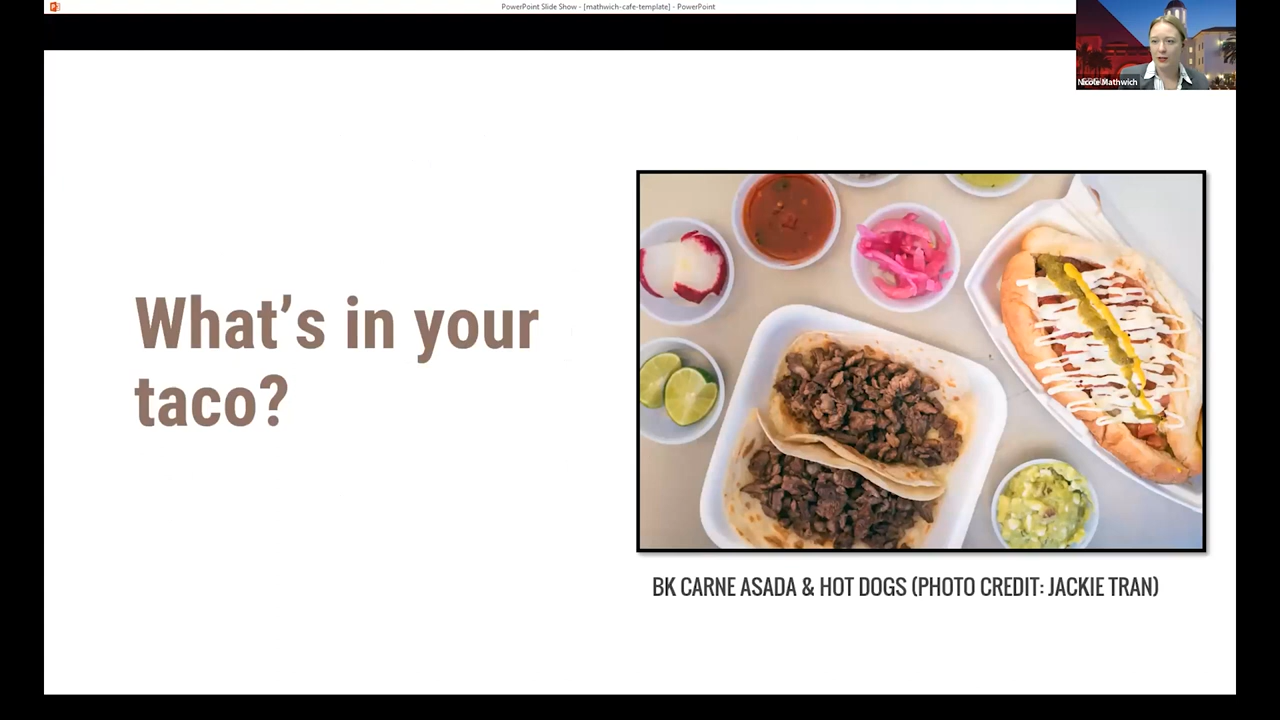 PowerPoint Slide Show - [mathwich-cafe-template] - PowerPoint
Nicole Mathwich
What’s in your
taco?
BK CARNE ASADA & HOT DOGS (PHOTO CREDIT: JACKIE TRAN)